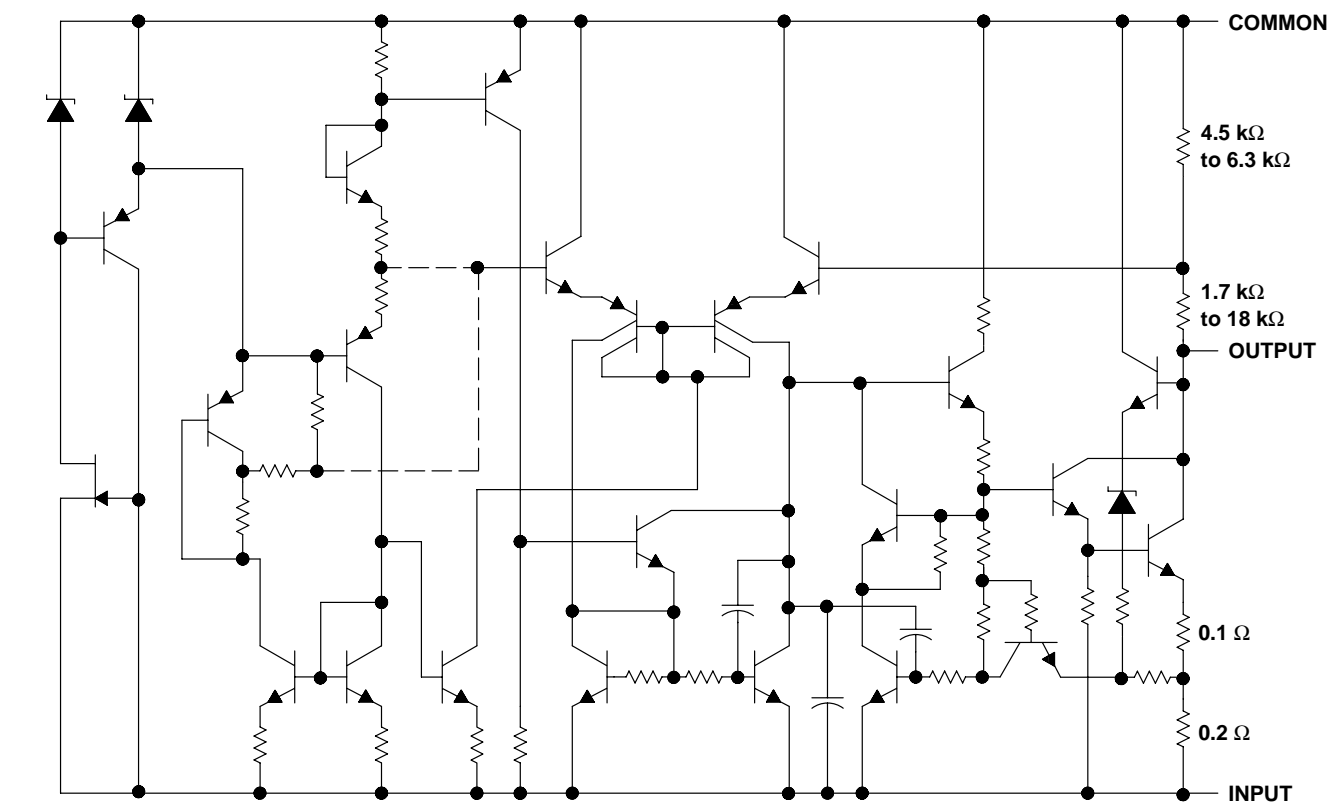 COMMON
4.5 kΩ
to 6.3 kΩ
1.7 kΩ
to 18 kΩ
OUTPUT
0.1 Ω
0.2 Ω
INPUT